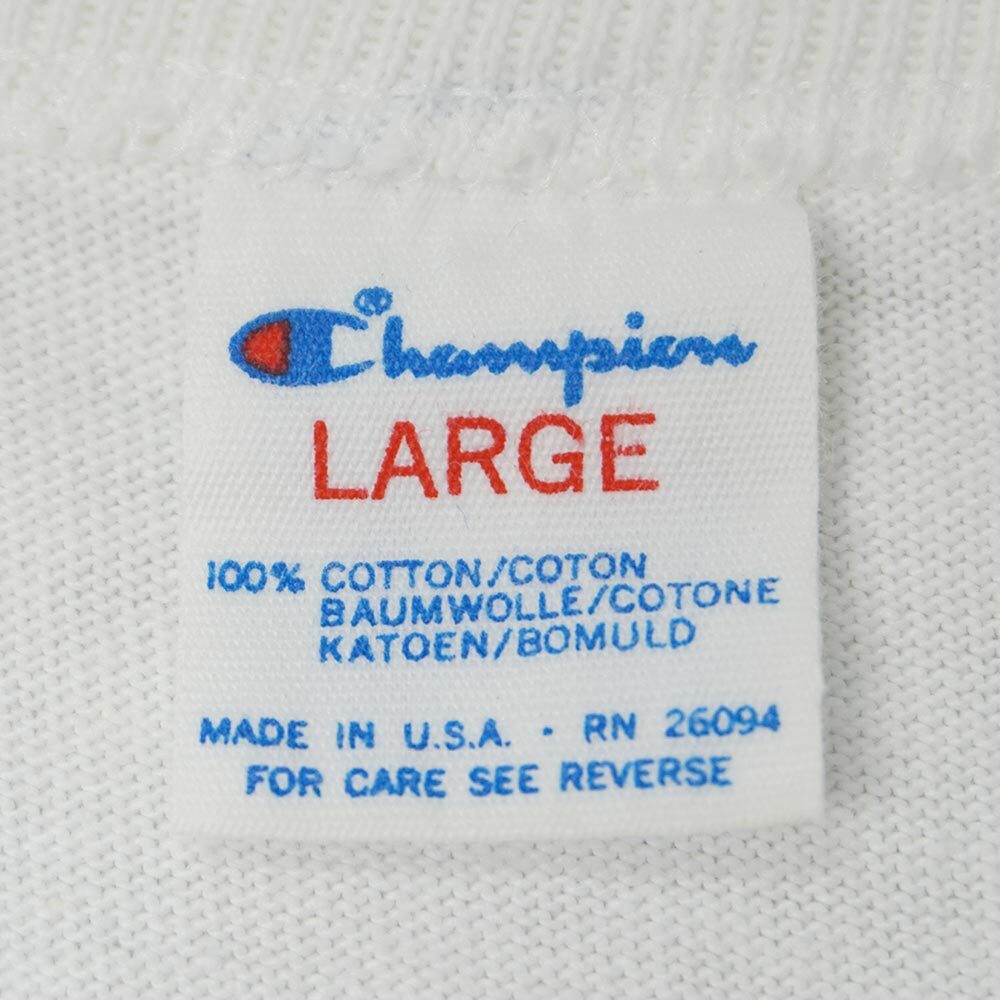 Champion®
LARGE
100% COTTON/COTON
BAUMWOLLE/COTONE
KATOEN/BOMULD
MADE IN U.S.A. · RN 26094
FOR CARE SEE REVERSE